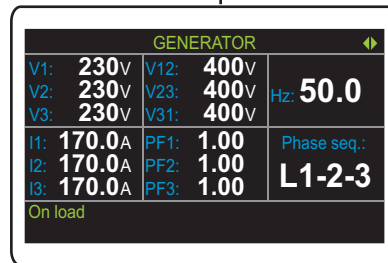 GENERATOR
V1: 230V V12: 400V
V2: 230V V23: 400V Hz: 50.0
V3: 230V V31: 400V
I1: 170.0A PF1: 1.00 Phase seq.:
I2: 170.0A PF2: 1.00 L1-2-3
I3: 170.0A PF3: 1.00
On load